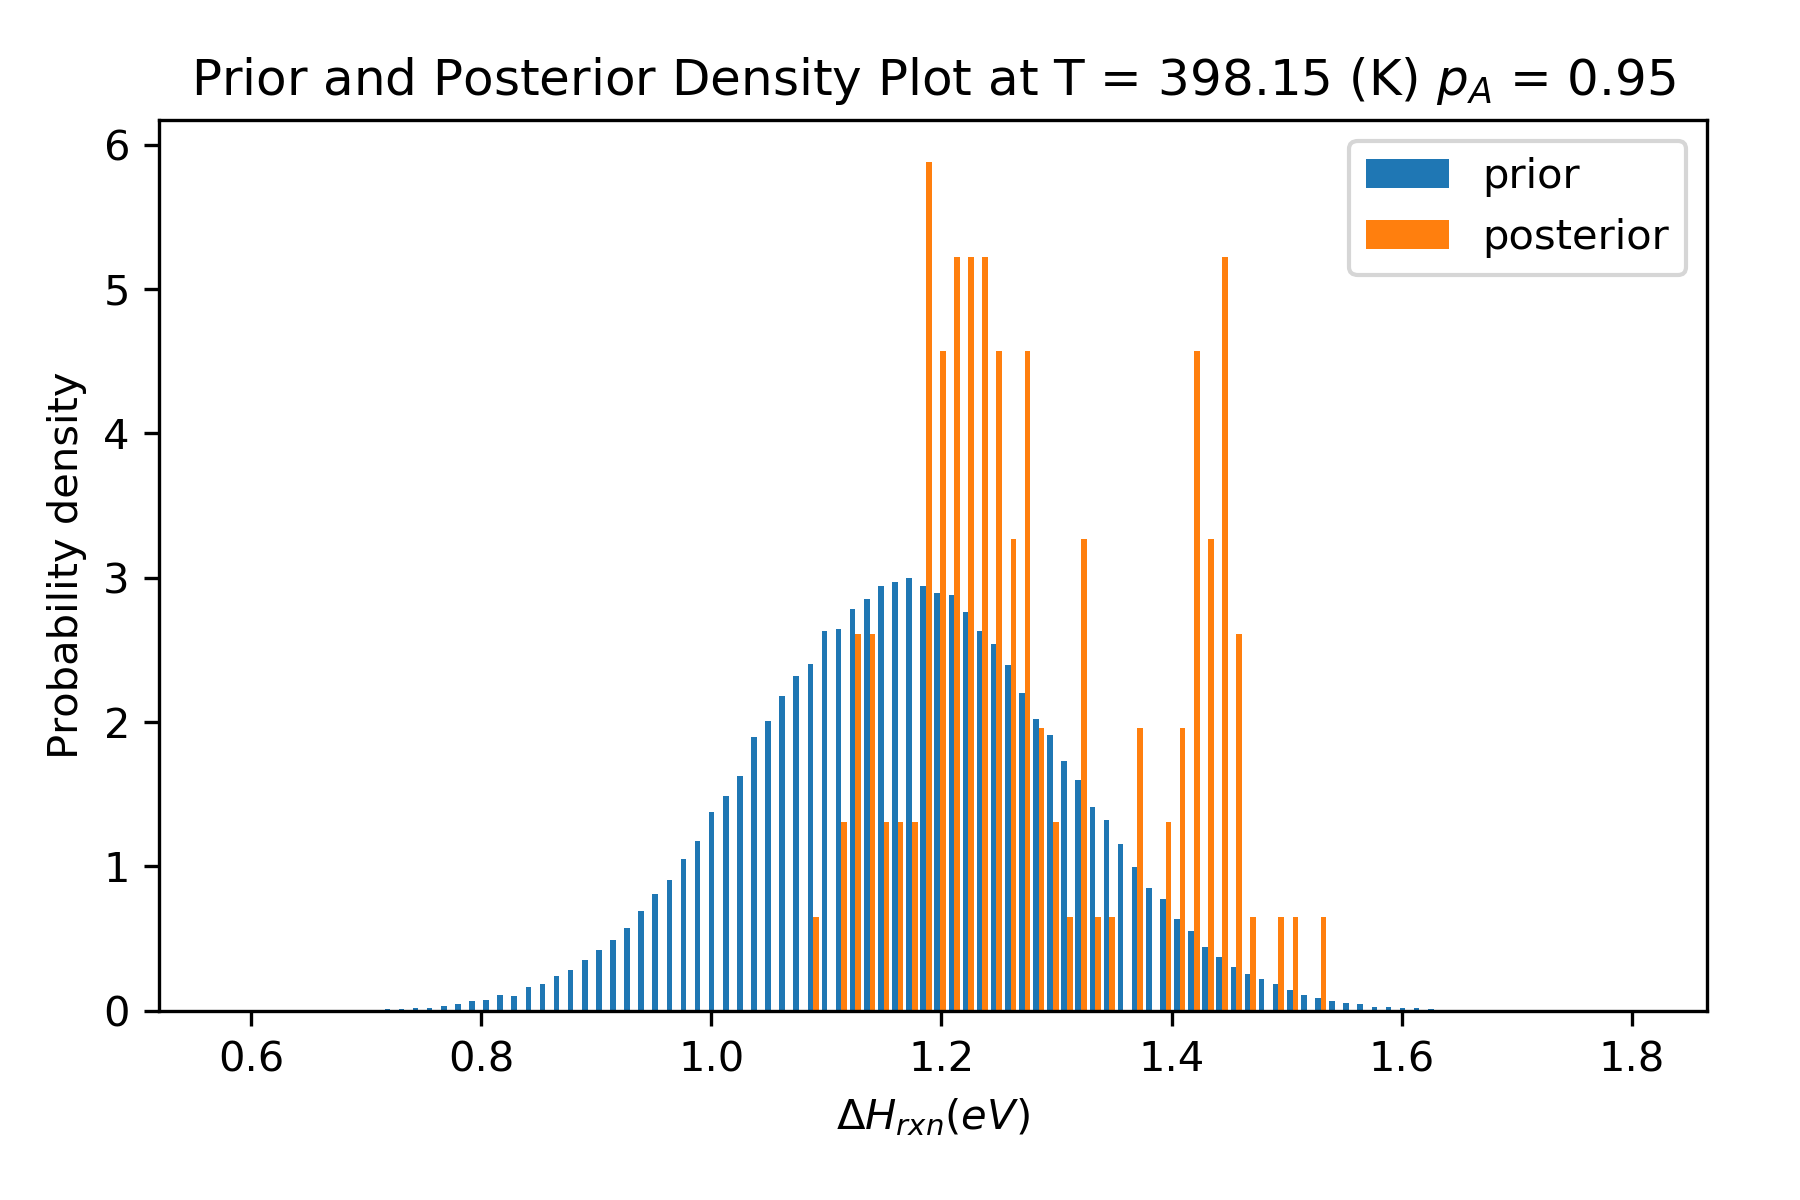 Prior and Posterior Density Plot at T = 398.15 (K) p_A = 0.95
prior
posterior
Probability density
6
5
4
3
2
1
0
0.6 0.8 1.0 1.2 1.4 1.6 1.8
ΔH_rxn(eV)